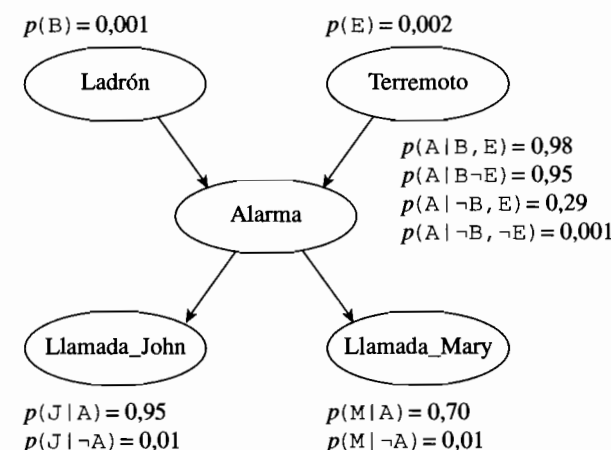 p(B) = 0,001
p(E) = 0,002
Ladrón
Terremoto
p(A|B,E) = 0,98
p(A|B¬E) = 0,95
p(A|¬B,E) = 0,29
p(A|¬B,¬E) = 0,001
Alarma
Llamada_John
Llamada_Mary
p(J|A) = 0,95
p(M|A) = 0,70
p(J|¬A) = 0,01
p(M|¬A) = 0,01